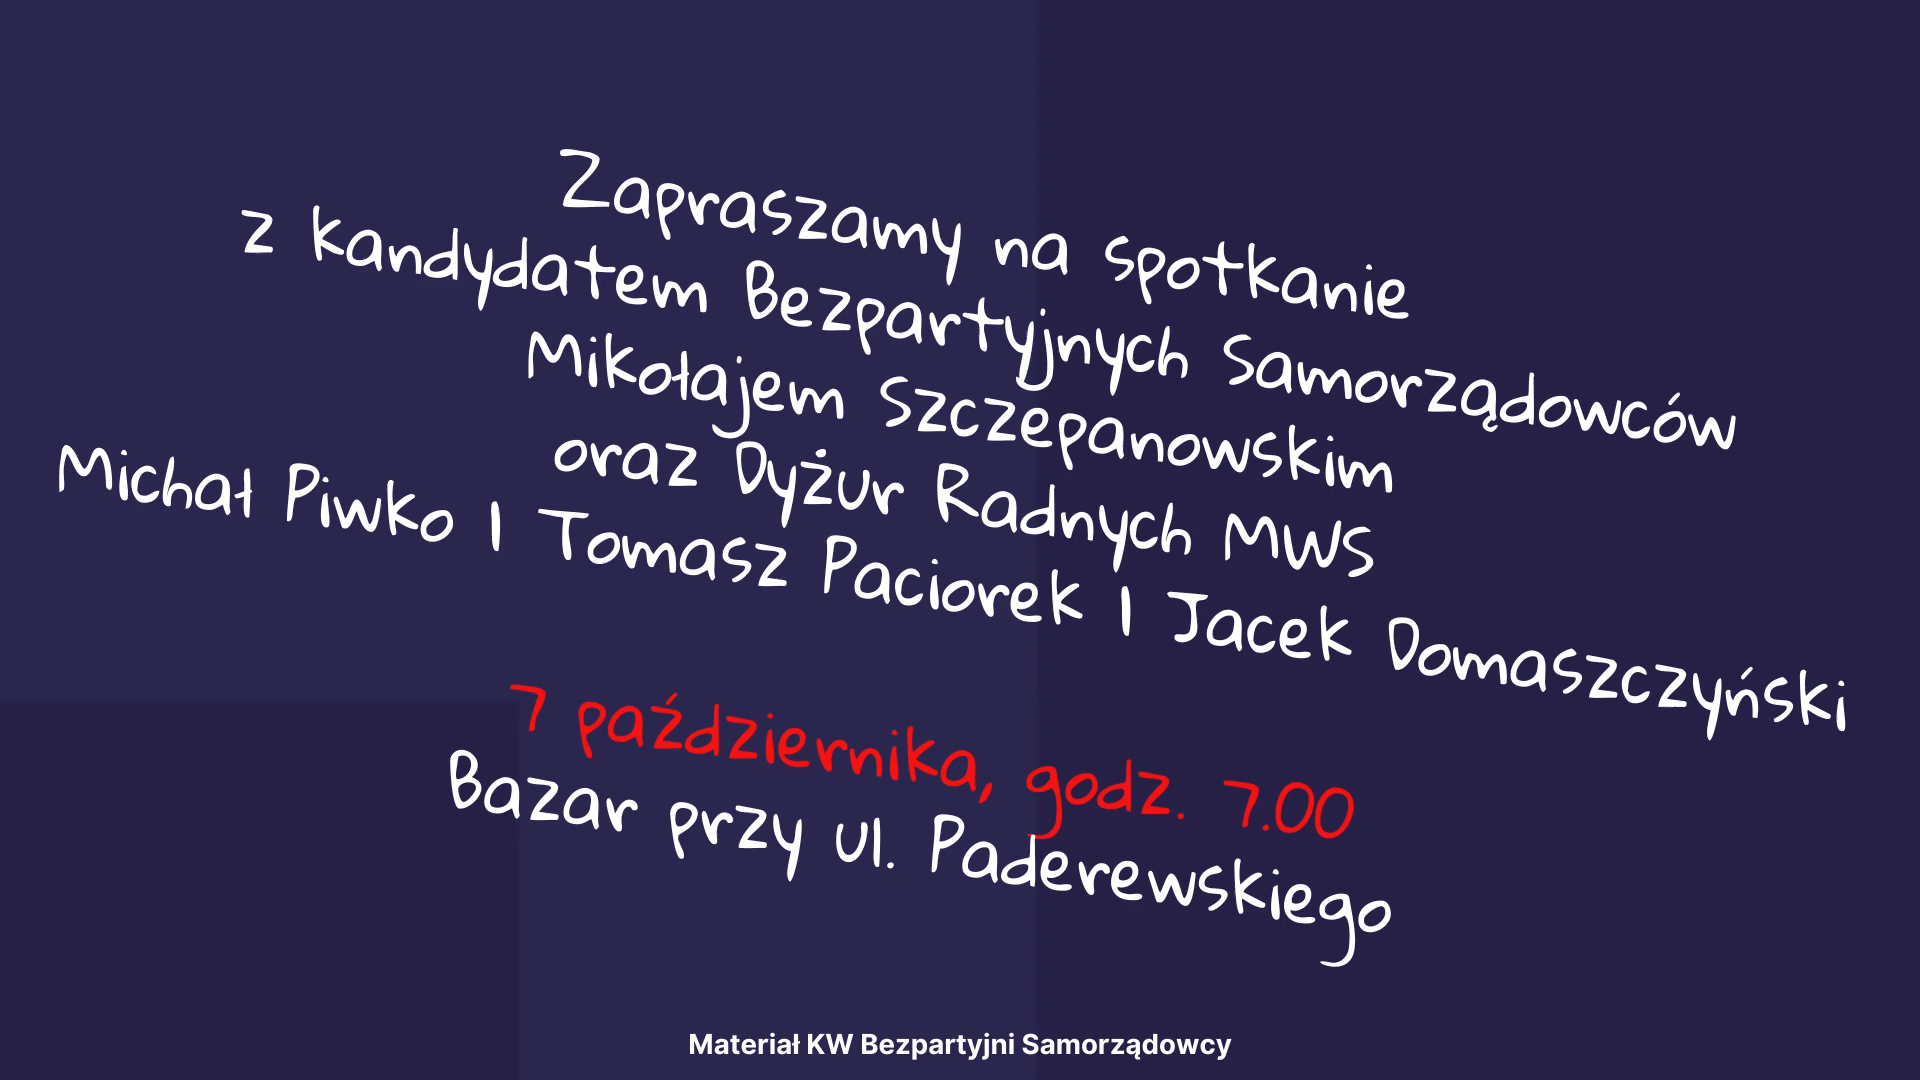 Zapraszamy na spotkanie
z kandydatem Bezpartyjnych Samorządowców
Mikołajem Szczepanowskim
oraz Dyżur Radnych MWS
Michał Piwko | Tomasz Paciorek | Jacek Domaszczyński
7 października, godz. 7.00
Bazar przy ul. Paderewskiego
Materiał KW Bezpartyjni Samorządowcy